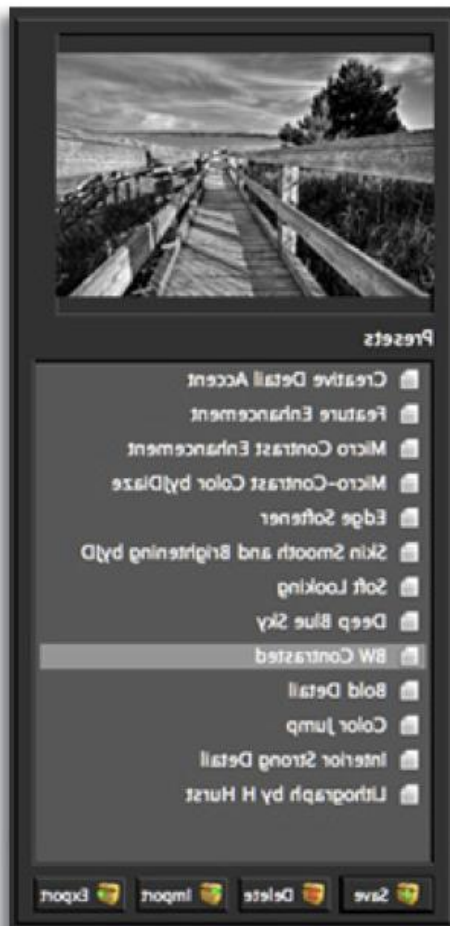 Presets
Creative Detail Accent
Feature Enhancement
Micro Contrast Enhancement
Micro-Contrast Color byJDiaze
Edge Softener
Skin Smooth and Brightening byJD
Soft Looking
Deep Blue Sky
BW Contrasted
Bold Detail
Color Jump
Interior Strong Detail
Lithograph by H Hurst
Save Delete Import Export